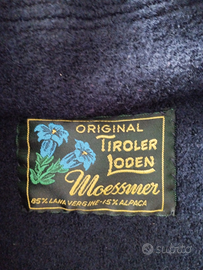 ORIGINAL
TIROLER
LODEN
Moessmer
85% LANA VERGINE-15% ALPACA
subito